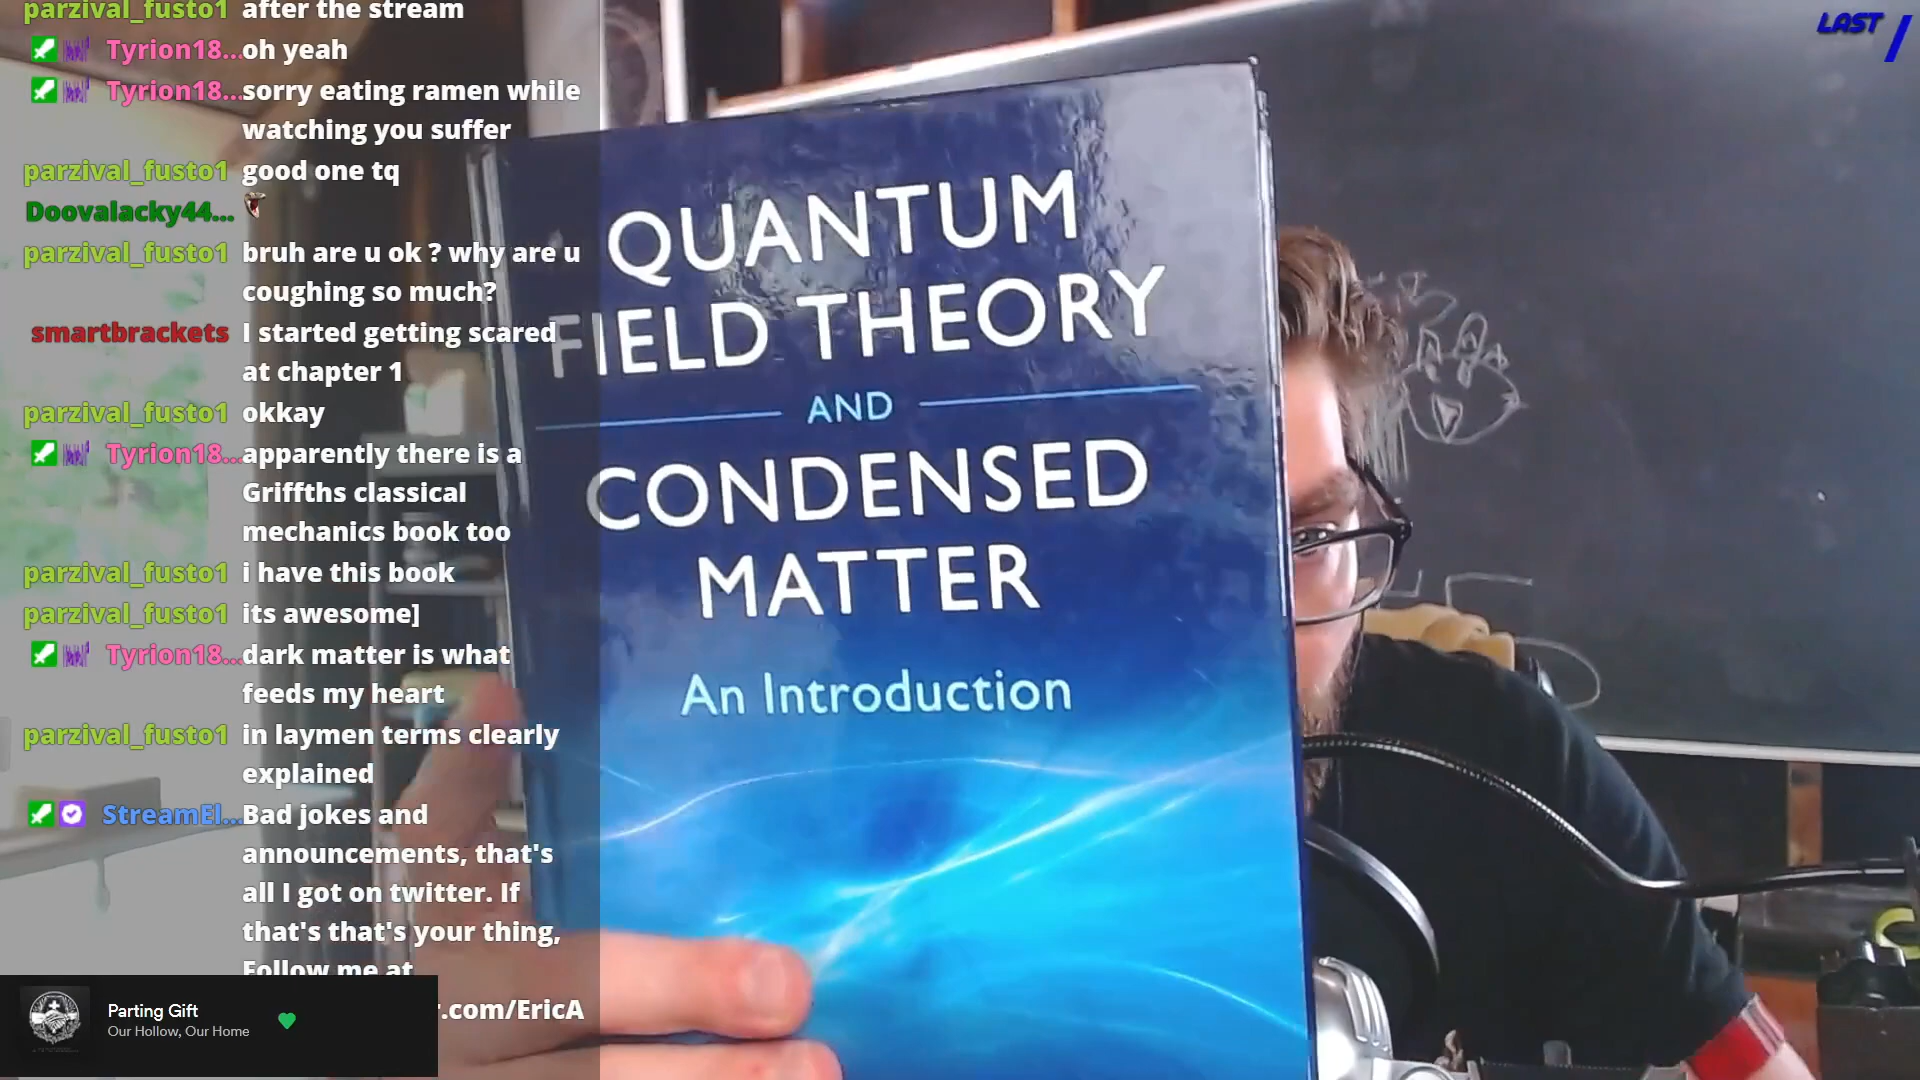 parzival_fusto1 after the stream
Tyrion18... oh yeah
Tyrion18... sorry eating ramen while
watching you suffer
parzival_fusto1 good one tq
Doovalacky44...
parzival_fusto1 bruh are u ok ? why are u
coughing so much?
smartbrackets I started getting scared
at chapter 1
parzival_fusto1 okkay
Tyrion18... apparently there is a
Griffths classical
mechanics book too
parzival_fusto1 i have this book
parzival_fusto1 its awesome]
Tyrion18... dark matter is what
feeds my heart
parzival_fusto1 in laymen terms clearly
explained
StreamEl... Bad jokes and
announcements, that's
all I got on twitter. If
that's that's your thing,
Follow me at
.com/EricA
Parting Gift
Our Hollow, Our Home
QUANTUM
FIELD THEORY
AND
CONDENSED
MATTER
An Introduction
LAST